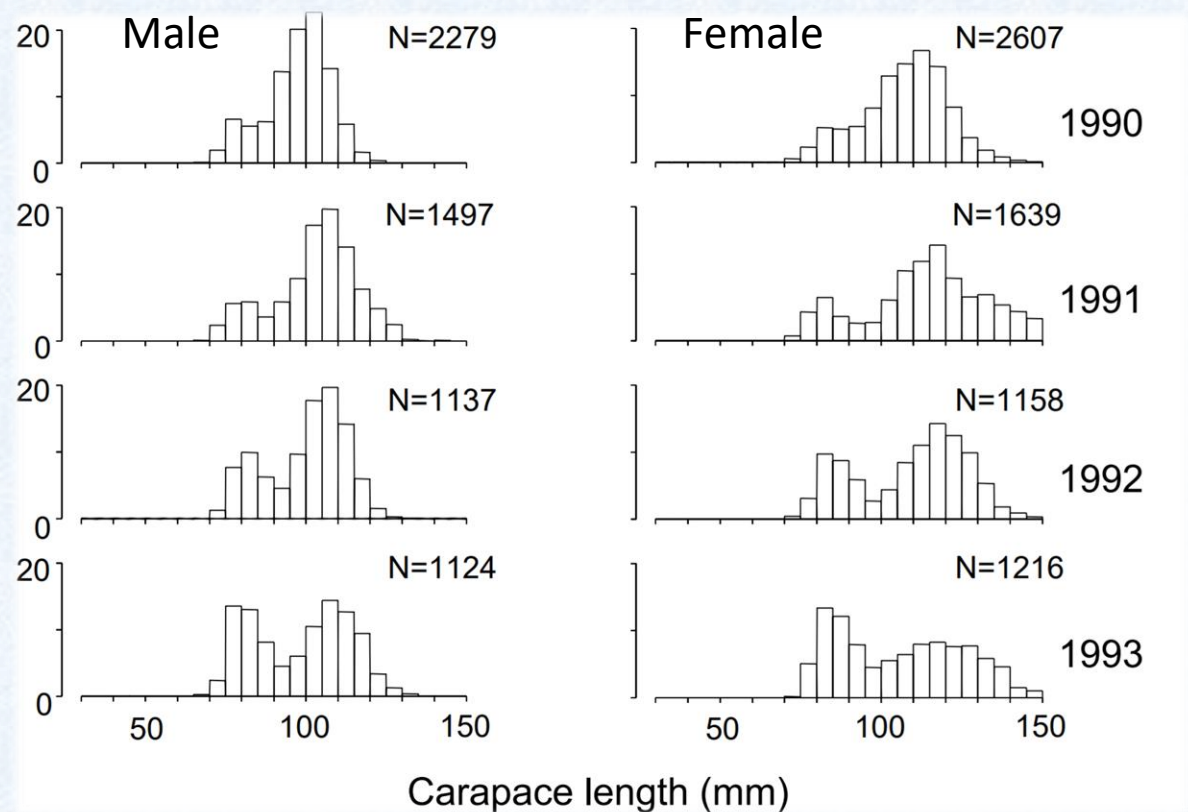 Male
Female
20
N=2279
N=2607
1990
0
20
N=1497
N=1639
1991
0
20
N=1137
N=1158
1992
0
20
N=1124
N=1216
1993
0
50 100 150
50 100 150
Carapace length (mm)